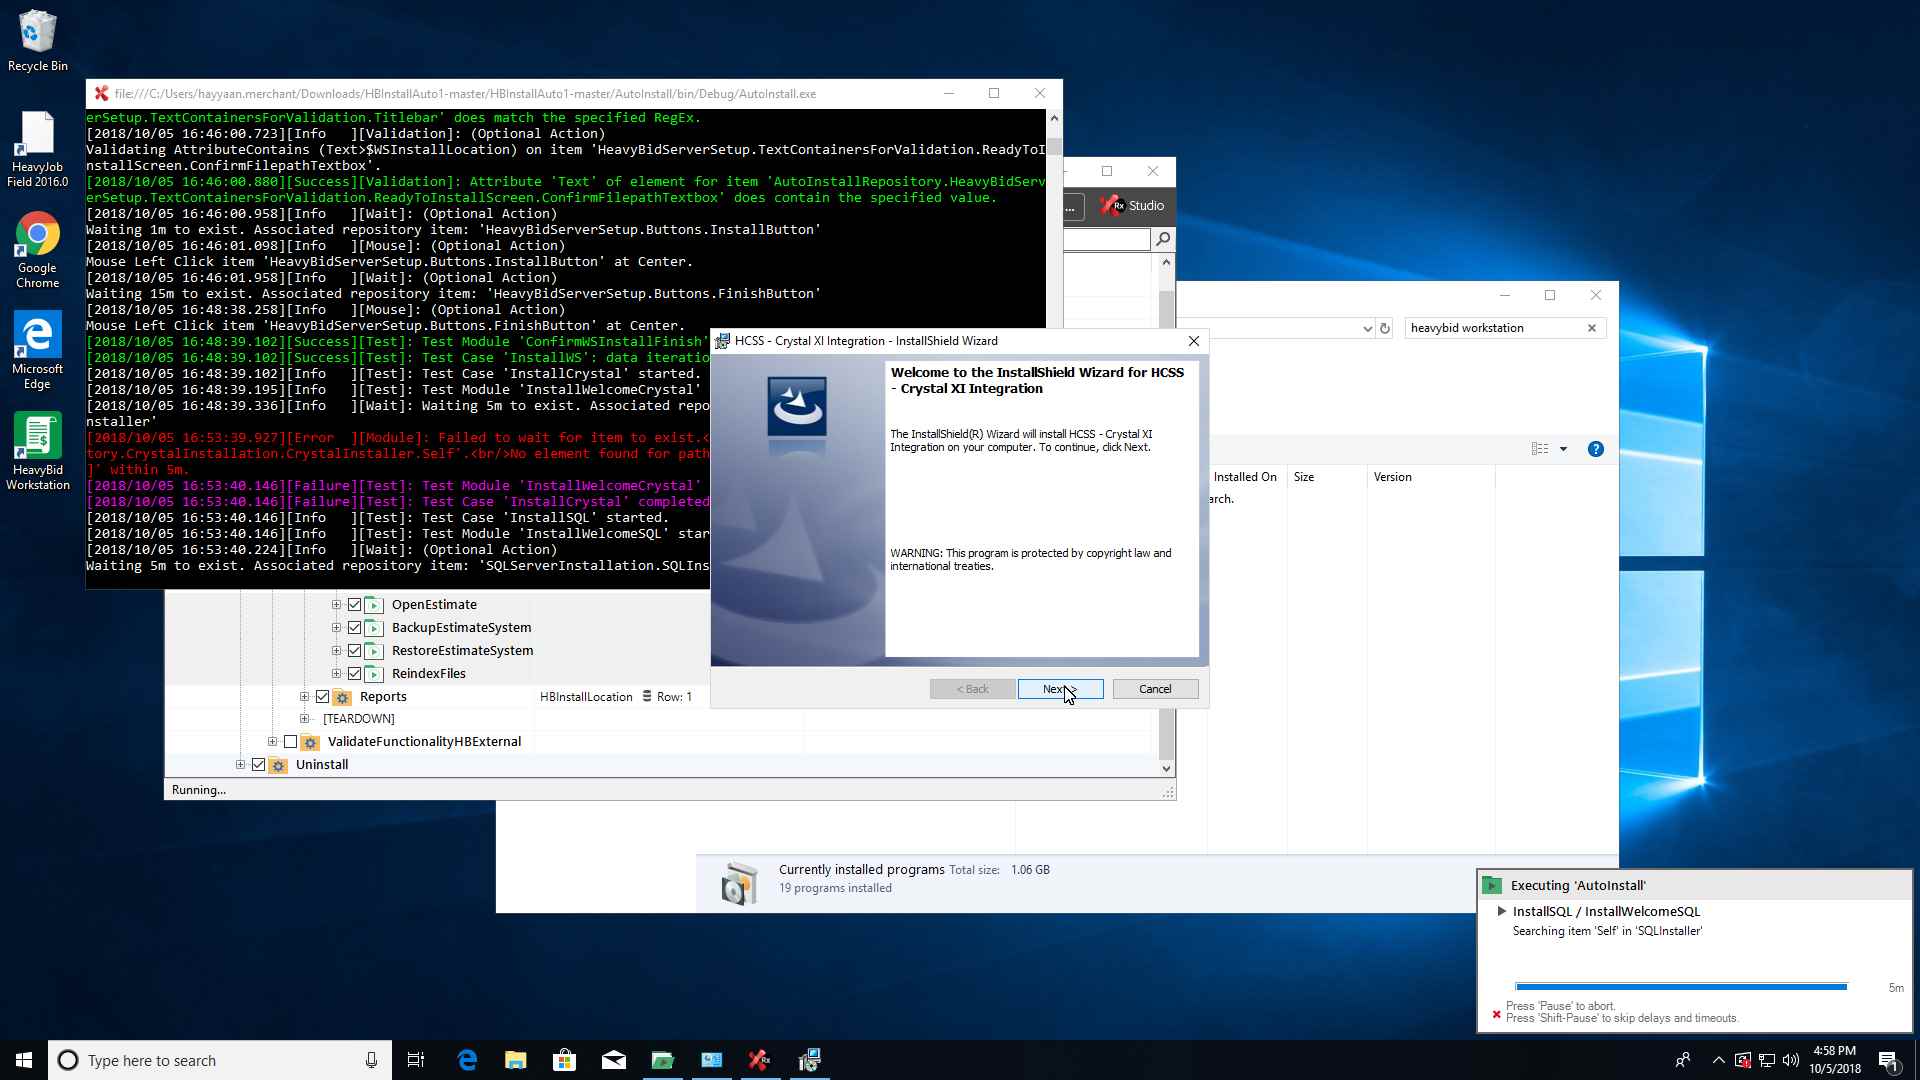 Recycle Bin
HeavyJob
Field 2016.0
Google
Chrome
Microsoft
Edge
HeavyBid
Workstation
file:///C:/Users/hayyaan.merchant/Downloads/HBInstallAuto1-master/HBInstallAuto1-master/AutoInstall/bin/Debug/AutoInstall.exe
erSetup.TextContainersForValidation.Titlebar' does match the specified RegEx.
[2018/10/05 16:46:00.723][Info   ][Validation]: (Optional Action)
Validating AttributeContains (Text>$WSInstallLocation) on item 'HeavyBidServerSetup.TextContainersForValidation.ReadyToI
nstallScreen.ConfirmFilepathTextbox'.
[2018/10/05 16:46:00.880][Success][Validation]: Attribute 'Text' of element for item 'AutoInstallRepository.HeavyBidServ
erSetup.TextContainersForValidation.ReadyToInstallScreen.ConfirmFilepathTextbox' does contain the specified value.
[2018/10/05 16:46:00.958][Info   ][Wait]: (Optional Action)
Waiting 1m to exist. Associated repository item: 'HeavyBidServerSetup.Buttons.InstallButton'
[2018/10/05 16:46:01.098][Info   ][Mouse]: (Optional Action)
Mouse Left Click item 'HeavyBidServerSetup.Buttons.InstallButton' at Center.
[2018/10/05 16:46:01.958][Info   ][Wait]: (Optional Action)
Waiting 15m to exist. Associated repository item: 'HeavyBidServerSetup.Buttons.FinishButton'
[2018/10/05 16:48:38.258][Info   ][Mouse]: (Optional Action)
Mouse Left Click item 'HeavyBidServerSetup.Buttons.FinishButton' at Center.
[2018/10/05 16:48:39.102][Success][Test]: Test Module 'ConfirmWSInstallFinish'
[2018/10/05 16:48:39.102][Success][Test]: Test Case 'InstallWS': data iteratio
[2018/10/05 16:48:39.102][Info   ][Test]: Test Case 'InstallCrystal' started.
[2018/10/05 16:48:39.195][Info   ][Test]: Test Module 'InstallWelcomeCrystal'
[2018/10/05 16:48:39.336][Info   ][Wait]: Waiting 5m to exist. Associated repo
nstaller'
[2018/10/05 16:53:39.927][Error  ][Module]: Failed to wait for item to exist.<
tory.CrystalInstallation.CrystalInstaller.Self'.<br/>No element found for path
]' within 5m.
[2018/10/05 16:53:40.146][Failure][Test]: Test Module 'InstallWelcomeCrystal'
[2018/10/05 16:53:40.146][Failure][Test]: Test Case 'InstallCrystal' completed
[2018/10/05 16:53:40.146][Info   ][Test]: Test Case 'InstallSQL' started.
[2018/10/05 16:53:40.146][Info   ][Test]: Test Module 'InstallWelcomeSQL' star
[2018/10/05 16:53:40.224][Info   ][Wait]: (Optional Action)
Waiting 5m to exist. Associated repository item: 'SQLServerInstallation.SQLIns
... Rx Studio
heavybid workstation
HCSS - Crystal XI Integration - InstallShield Wizard
Welcome to the InstallShield Wizard for HCSS
- Crystal XI Integration
The InstallShield(R) Wizard will install HCSS - Crystal XI
Integration on your computer. To continue, click Next.
WARNING: This program is protected by copyright law and
international treaties.
< Back
Next >
Cancel
Installed On
Size
Version
arch.
OpenEstimate
BackupEstimateSystem
RestoreEstimateSystem
ReindexFiles
Reports HBInstallLocation Row: 1
[TEARDOWN]
ValidateFunctionalityHBExternal
Uninstall
Running...
Currently installed programs Total size: 1.06 GB
19 programs installed
Executing 'AutoInstall'
InstallSQL / InstallWelcomeSQL
Searching item 'Self' in 'SQLInstaller'
5m
Press 'Pause' to abort.
Press 'Shift-Pause' to skip delays and timeouts.
Type here to search
Rx
4:58 PM
10/5/2018
1